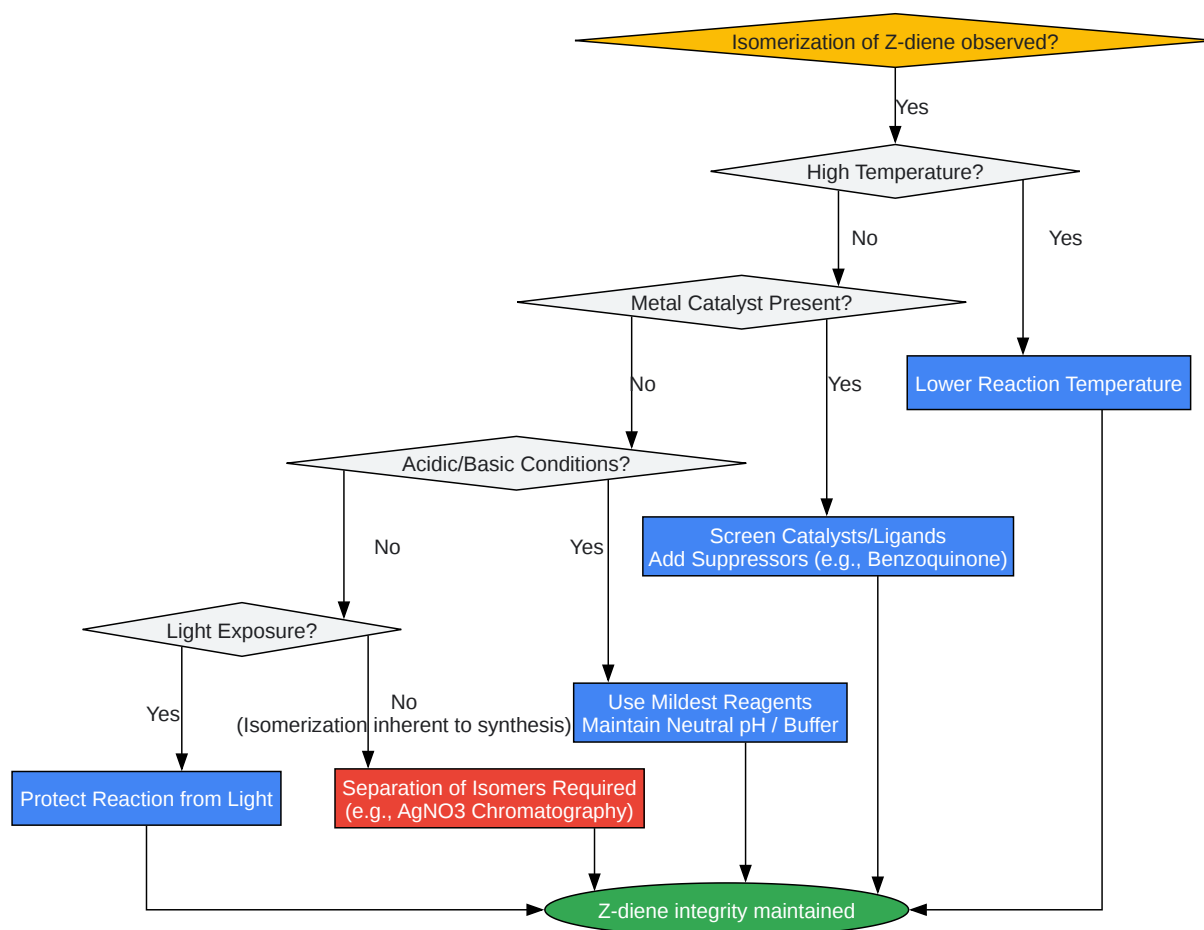 Isomerization of Z-diene observed?
Yes
High Temperature?
No
Yes
Metal Catalyst Present?
No
Yes
Lower Reaction Temperature
Acidic/Basic Conditions?
No
Yes
Screen Catalysts/Ligands
Add Suppressors (e.g., Benzoquinone)
Light Exposure?
Yes
No
(Isomerization inherent to synthesis)
Use Mildest Reagents
Maintain Neutral pH / Buffer
Protect Reaction from Light
Separation of Isomers Required
(e.g., AgNO3 Chromatography)
Z-diene integrity maintained